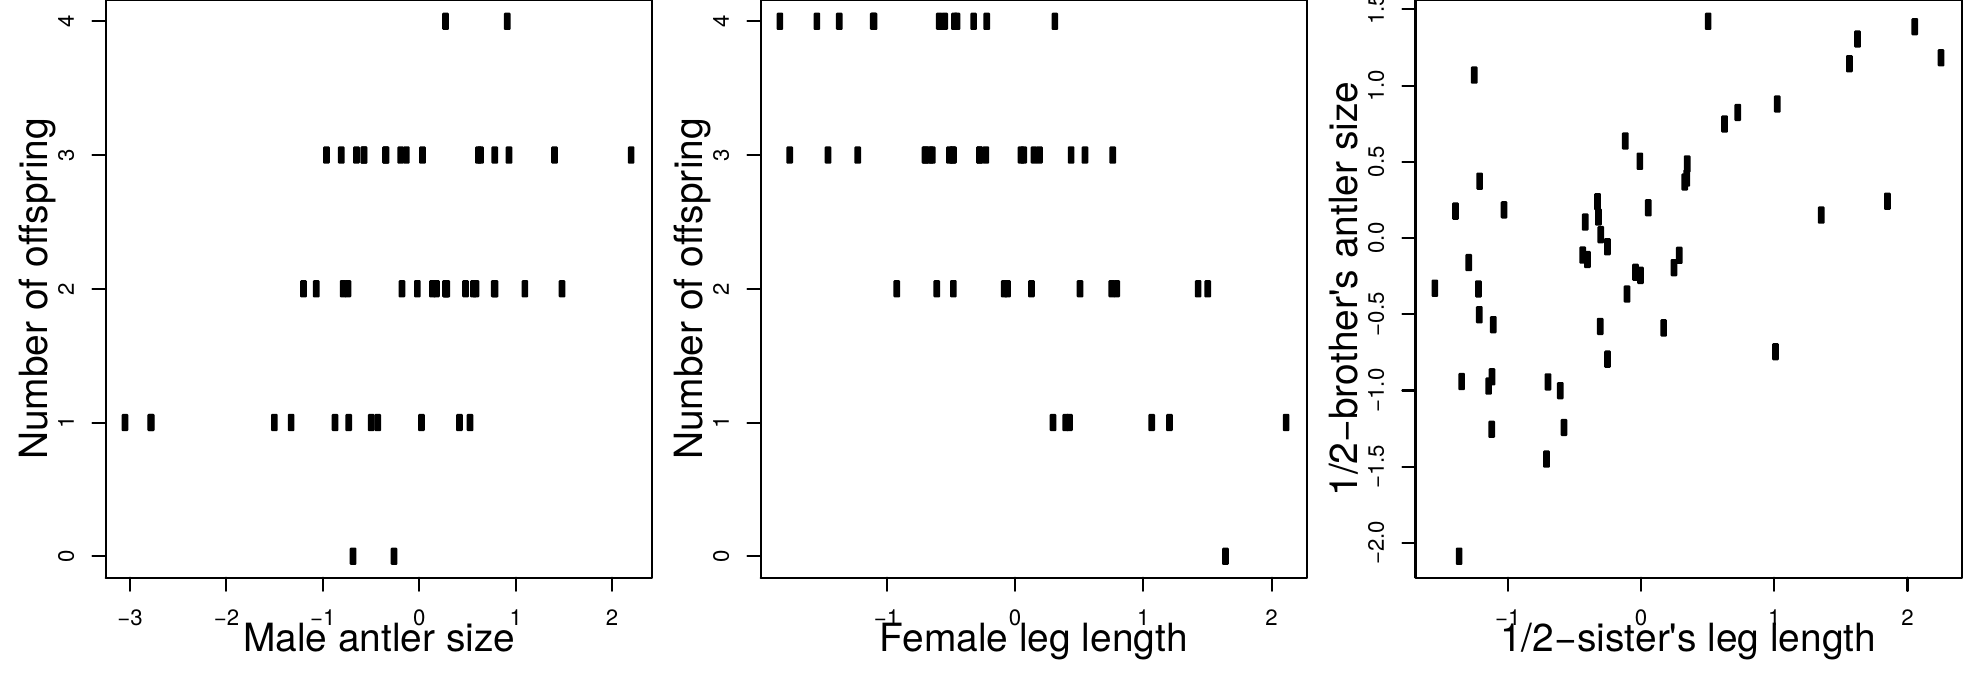 Number of offspring
4
3
2
1
0
−3 −2 −1 0 1 2
Male antler size
Number of offspring
4
3
2
1
0
−1 0 1 2
Female leg length
1/2−brother's antler size
1.5
1.0
0.5
0.0
−0.5
−1.0
−1.5
−2.0
−1 0 1 2
1/2−sister's leg length